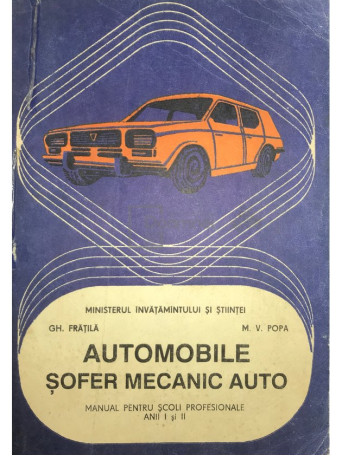 MINISTERUL ÎNVĂȚĂMÎNTULUI ȘI ȘTIINȚEI
GH. FRĂȚILĂ M. V. POPA
AUTOMOBILE
ȘOFER MECANIC AUTO
MANUAL PENTRU ȘCOLI PROFESIONALE
ANII I și II